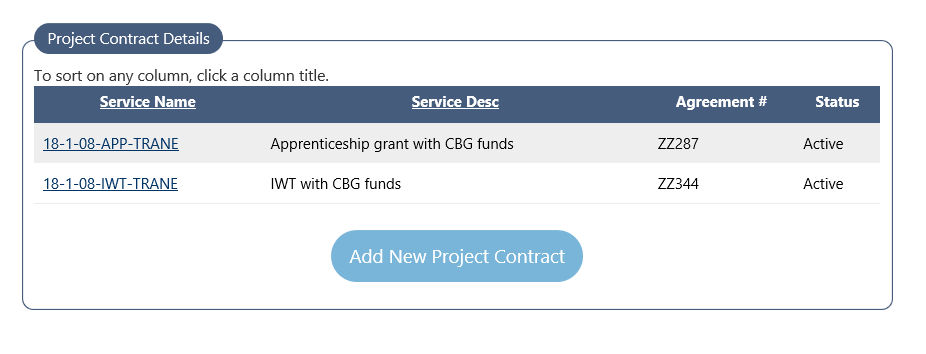 Project Contract Details
To sort on any column, click a column title.
Service Name Service Desc Agreement # Status
18-1-08-APP-TRANE Apprenticeship grant with CBG funds ZZ287 Active
18-1-08-IWT-TRANE IWT with CBG funds ZZ344 Active
Add New Project Contract